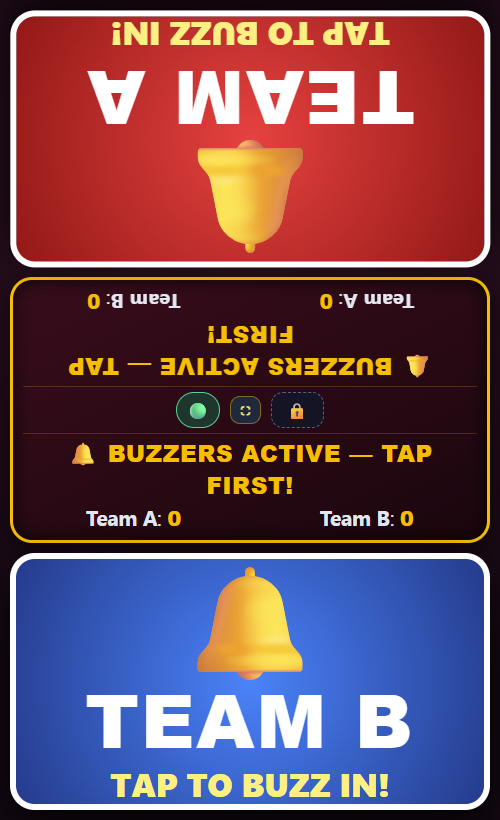 TEAM A
TAP TO BUZZ IN!
🔔 BUZZERS ACTIVE — TAP
FIRST!
Team A: 0 Team B: 0
🔔 BUZZERS ACTIVE — TAP
FIRST!
Team A: 0 Team B: 0
TEAM B
TAP TO BUZZ IN!